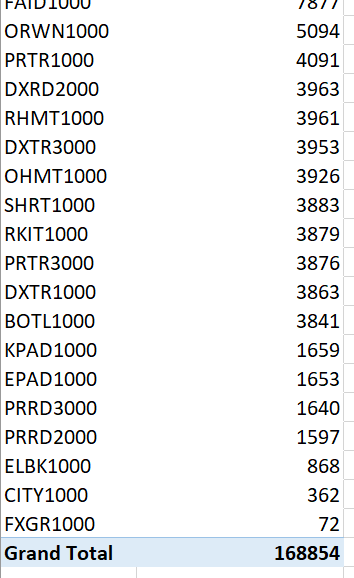 FAID1000 7877
ORWN1000 5094
PRTR1000 4091
DXRD2000 3963
RHMT1000 3961
DXTR3000 3953
OHMT1000 3926
SHRT1000 3883
RKIT1000 3879
PRTR3000 3876
DXTR1000 3863
BOTL1000 3841
KPAD1000 1659
EPAD1000 1653
PRRD3000 1640
PRRD2000 1597
ELBK1000 868
CITY1000 362
FXGR1000 72
Grand Total 168854